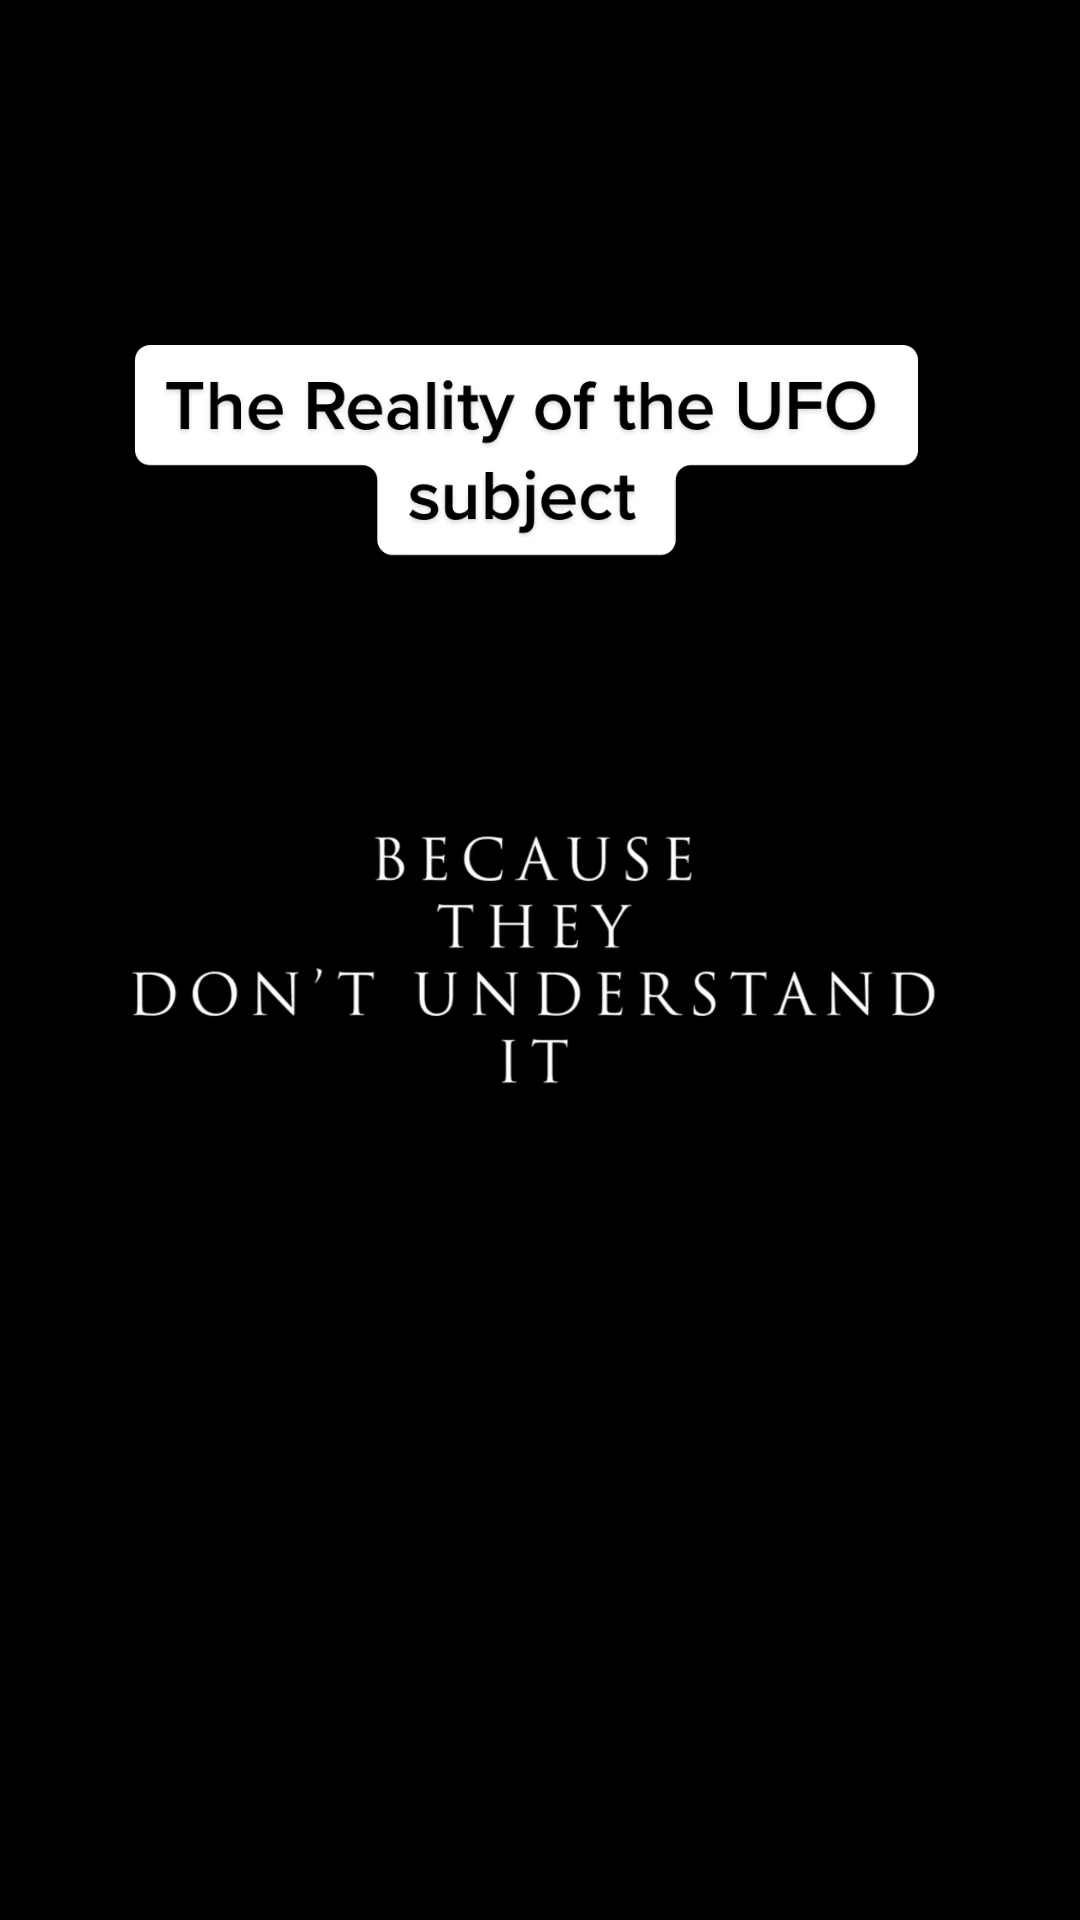 The Reality of the UFO
subject
BECAUSE
THEY
DON’T UNDERSTAND
IT